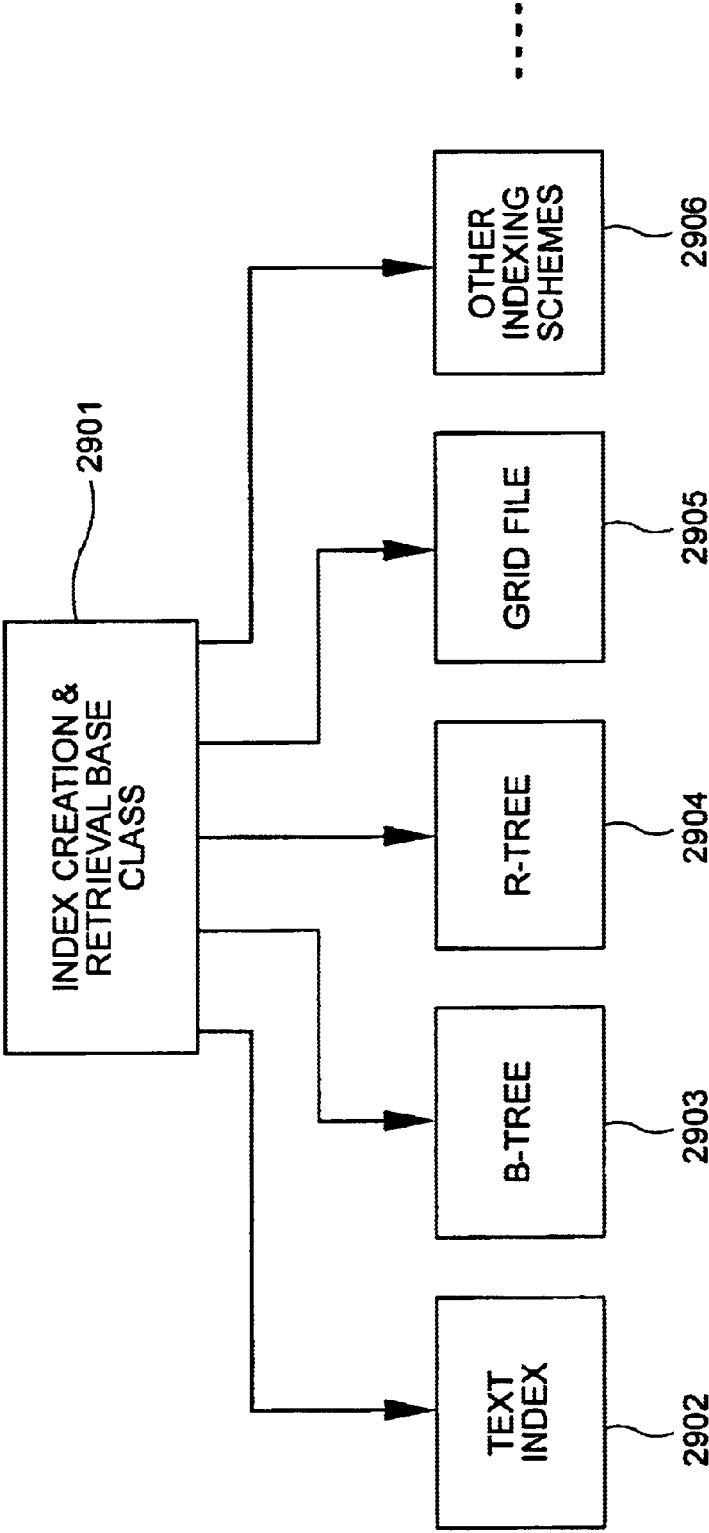 INDEX CREATION &
RETRIEVAL BASE
CLASS
2901
TEXT
INDEX
2902
B-TREE
2903
R-TREE
2904
GRID FILE
2905
OTHER
INDEXING
SCHEMES
2906